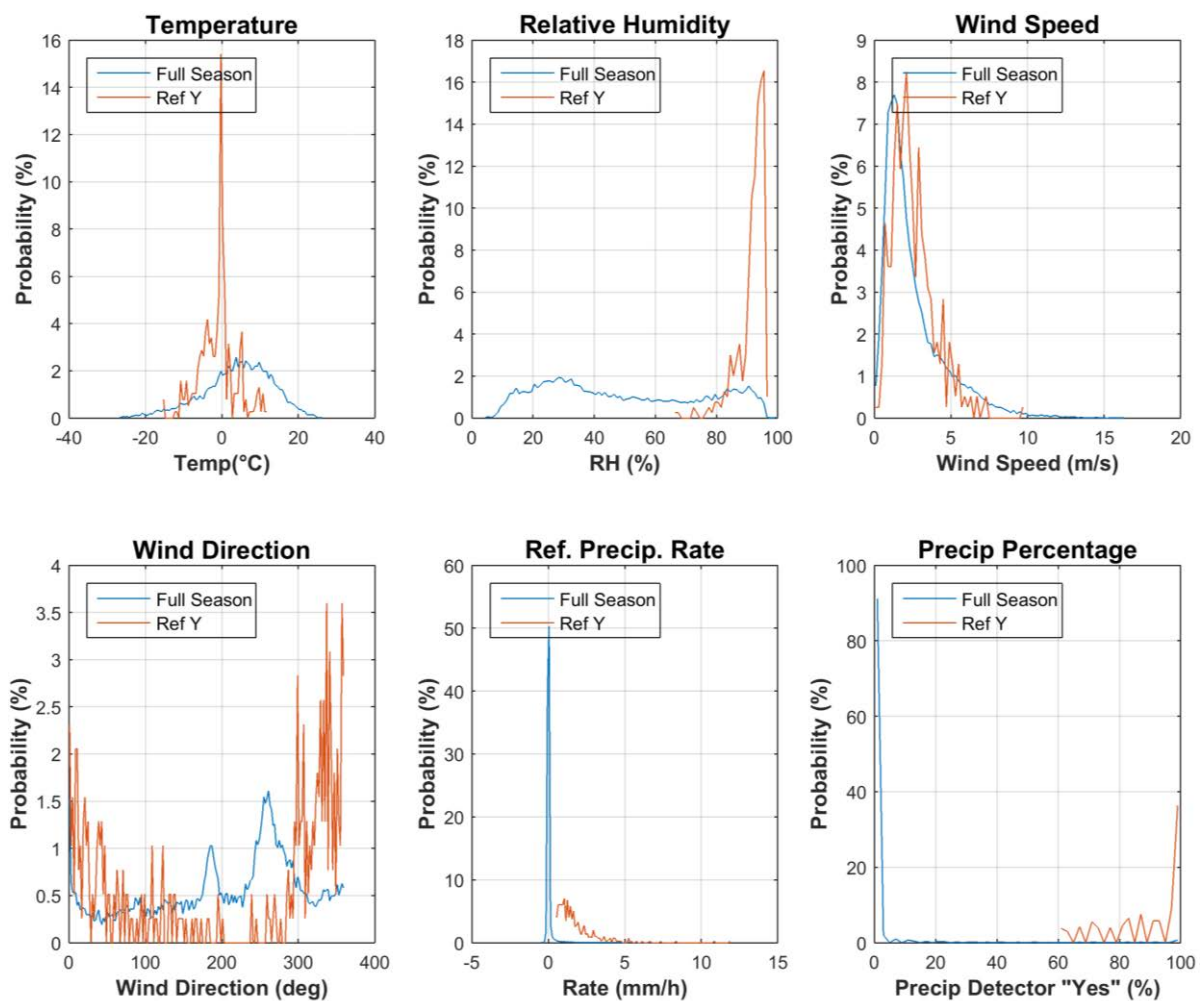 Temperature
Full Season
Ref Y
16
14
12
10
8
6
4
2
0
Probability (%)
-40
-20
0
20
40
Temp(°C)
Relative Humidity
Full Season
Ref Y
18
16
14
12
10
8
6
4
2
0
Probability (%)
0
20
40
60
80
100
RH (%)
Wind Speed
Full Season
Ref Y
9
8
7
6
5
4
3
2
1
0
Probability (%)
0
5
10
15
20
Wind Speed (m/s)
Wind Direction
Full Season
Ref Y
4
3.5
3
2.5
2
1.5
1
0.5
0
Probability (%)
0
100
200
300
400
Wind Direction (deg)
Ref. Precip. Rate
Full Season
Ref Y
60
50
40
30
20
10
0
Probability (%)
-5
0
5
10
15
Rate (mm/h)
Precip Percentage
Full Season
Ref Y
100
80
60
40
20
0
Probability (%)
0
20
40
60
80
100
Precip Detector "Yes" (%)